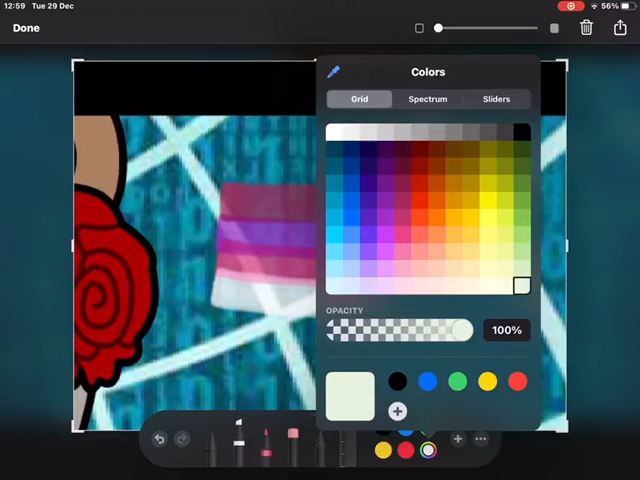 12:59 Tue 29 Dec
56%
Done
Colors
Grid Spectrum Sliders
OPACITY
100%